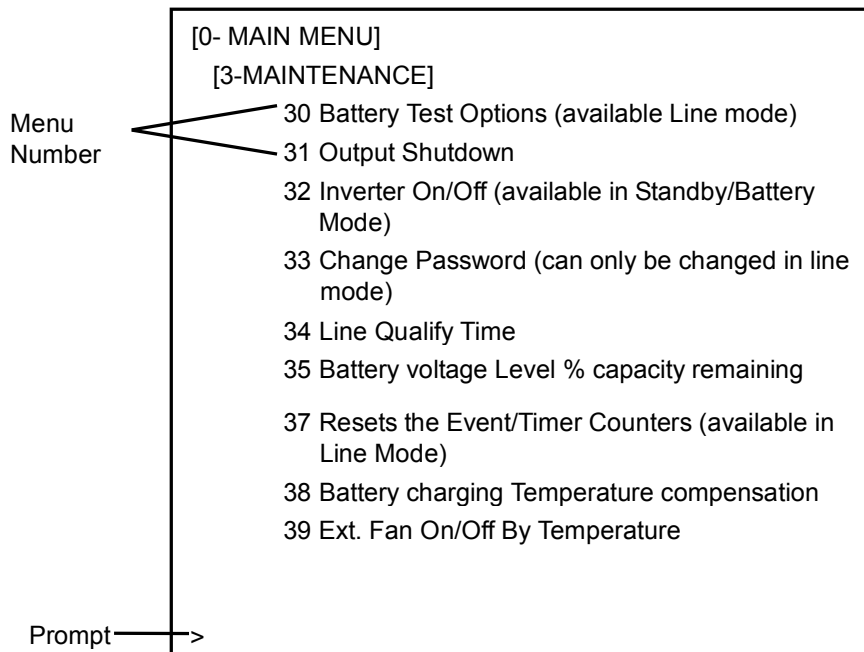 [0- MAIN MENU]
[3-MAINTENANCE]
Menu
Number
30 Battery Test Options (available Line mode)
31 Output Shutdown
32 Inverter On/Off (available in Standby/Battery
Mode)
33 Change Password (can only be changed in line
mode)
34 Line Qualify Time
35 Battery voltage Level % capacity remaining
37 Resets the Event/Timer Counters (available in
Line Mode)
38 Battery charging Temperature compensation
39 Ext. Fan On/Off By Temperature
Prompt
>